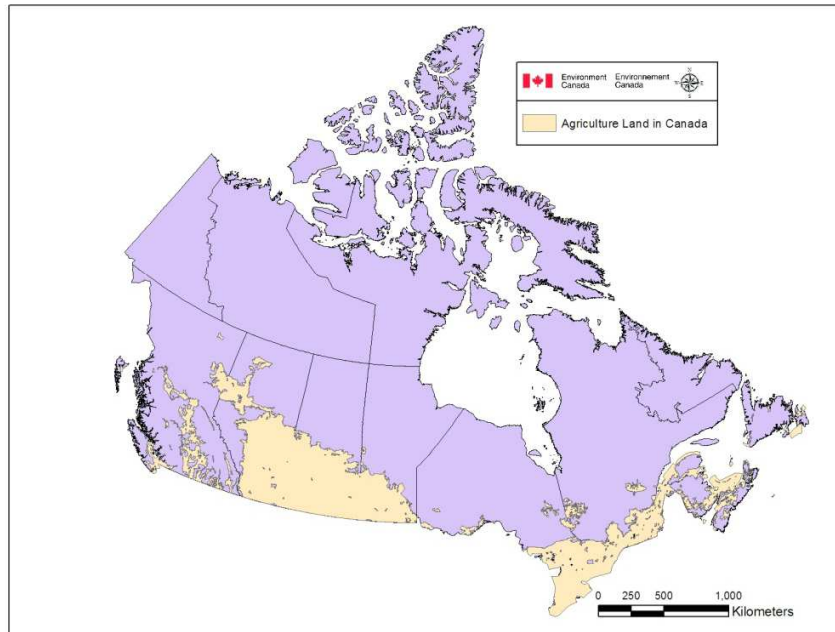 Environment Canada
Environnement Canada
N
W
E
S
Agriculture Land in Canada
0 250 500 1,000
Kilometers